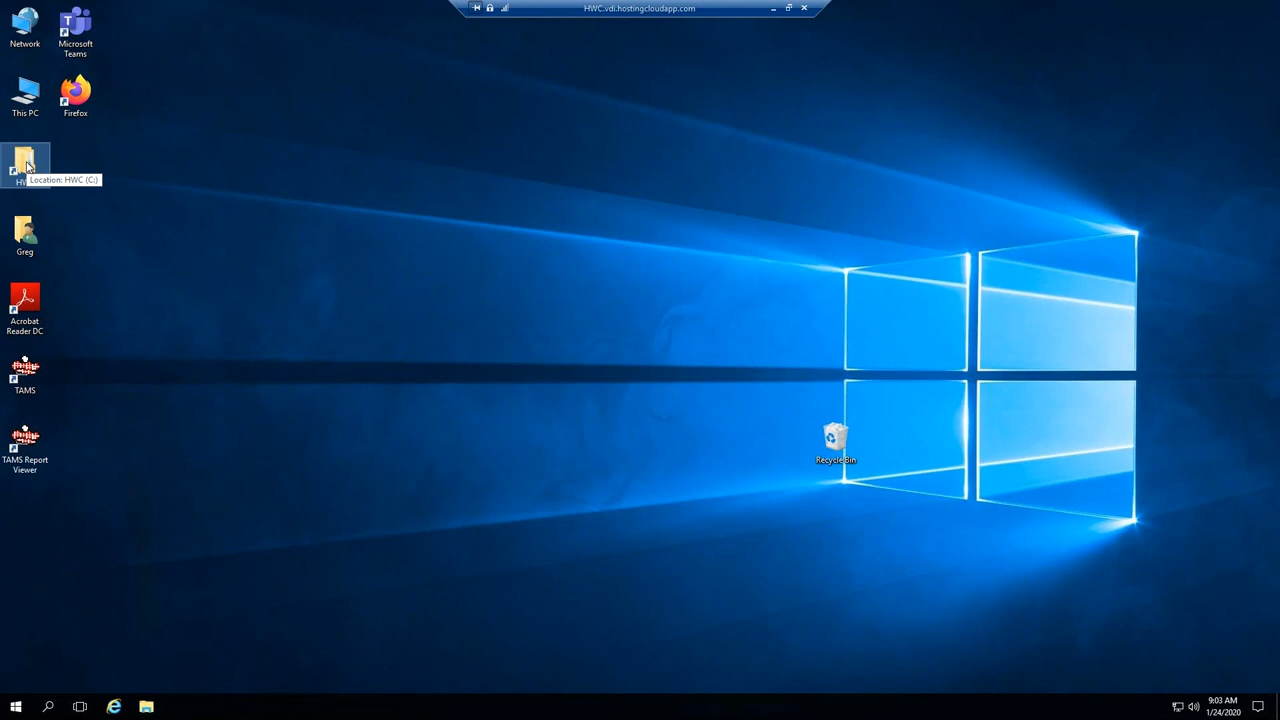 HWC.vdi.hostingcloudapp.com
Network
Microsoft
Teams
This PC
Firefox
Location: HWC (C:)
Greg
Acrobat
Reader DC
TAMS
TAMS Report
Viewer
Recycle Bin
9:03 AM
1/24/2020